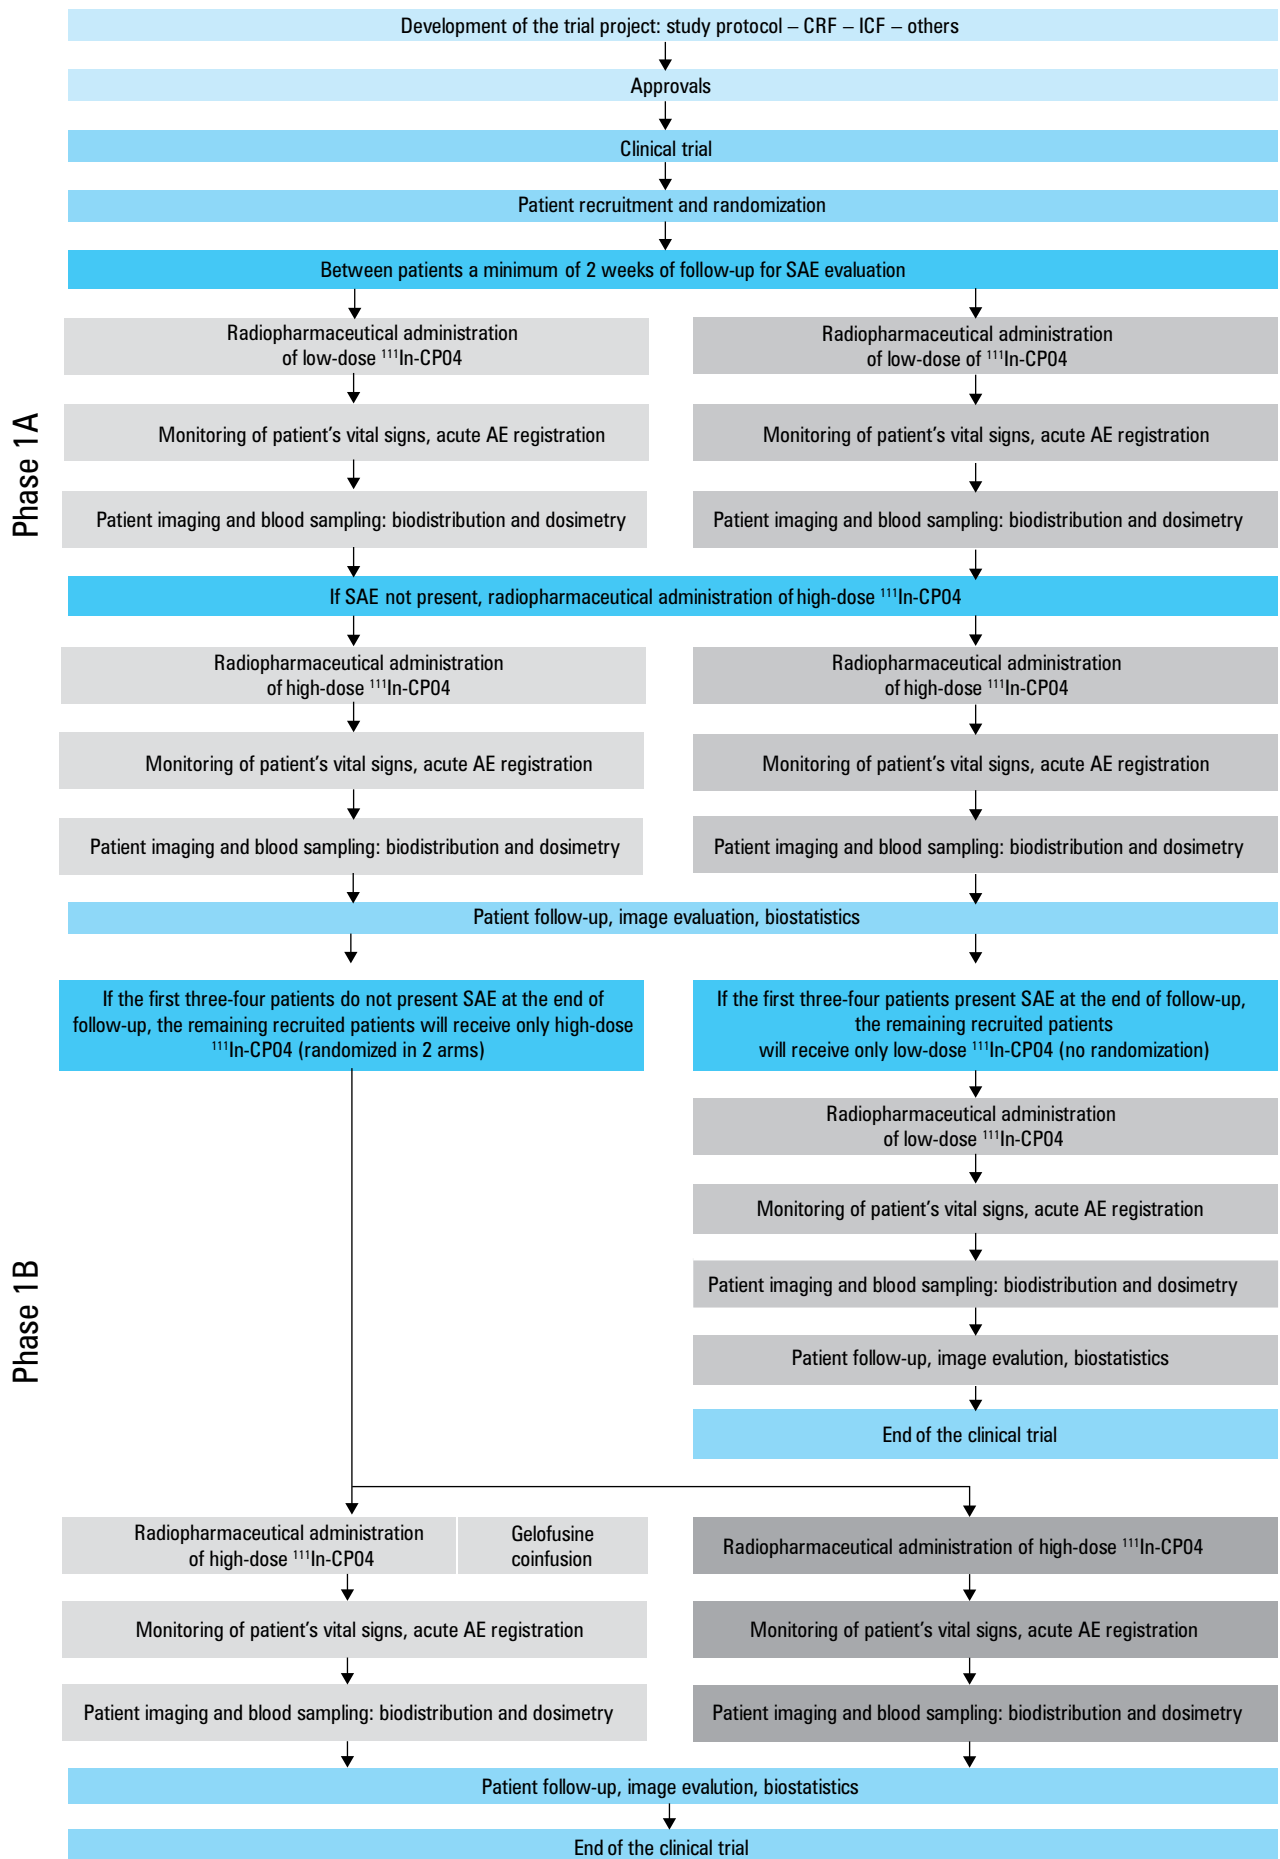 Development of the trial project: study protocol – CRF – ICF – others
Approvals
Clinical trial
Patient recruitment and randomization
Between patients a minimum of 2 weeks of follow-up for SAE evaluation
Phase 1A
Radiopharmaceutical administration
of low-dose ¹¹¹In-CP04
Radiopharmaceutical administration
of low-dose of ¹¹¹In-CP04
Monitoring of patient's vital signs, acute AE registration
Monitoring of patient's vital signs, acute AE registration
Patient imaging and blood sampling: biodistribution and dosimetry
Patient imaging and blood sampling: biodistribution and dosimetry
If SAE not present, radiopharmaceutical administration of high-dose ¹¹¹In-CP04
Radiopharmaceutical administration
of high-dose ¹¹¹In-CP04
Radiopharmaceutical administration
of high-dose ¹¹¹In-CP04
Monitoring of patient's vital signs, acute AE registration
Monitoring of patient's vital signs, acute AE registration
Patient imaging and blood sampling: biodistribution and dosimetry
Patient imaging and blood sampling: biodistribution and dosimetry
Patient follow-up, image evaluation, biostatistics
Phase 1B
If the first three-four patients do not present SAE at the end of
follow-up, the remaining recruited patients will receive only high-dose
¹¹¹In-CP04 (randomized in 2 arms)
If the first three-four patients present SAE at the end of follow-up,
the remaining recruited patients
will receive only low-dose ¹¹¹In-CP04 (no randomization)
Radiopharmaceutical administration
of low-dose ¹¹¹In-CP04
Monitoring of patient's vital signs, acute AE registration
Patient imaging and blood sampling: biodistribution and dosimetry
Patient follow-up, image evalution, biostatistics
End of the clinical trial
Radiopharmaceutical administration
of high-dose ¹¹¹In-CP04
Gelofusine
coinfusion
Radiopharmaceutical administration of high-dose ¹¹¹In-CP04
Monitoring of patient's vital signs, acute AE registration
Monitoring of patient's vital signs, acute AE registration
Patient imaging and blood sampling: biodistribution and dosimetry
Patient imaging and blood sampling: biodistribution and dosimetry
Patient follow-up, image evalution, biostatistics
End of the clinical trial